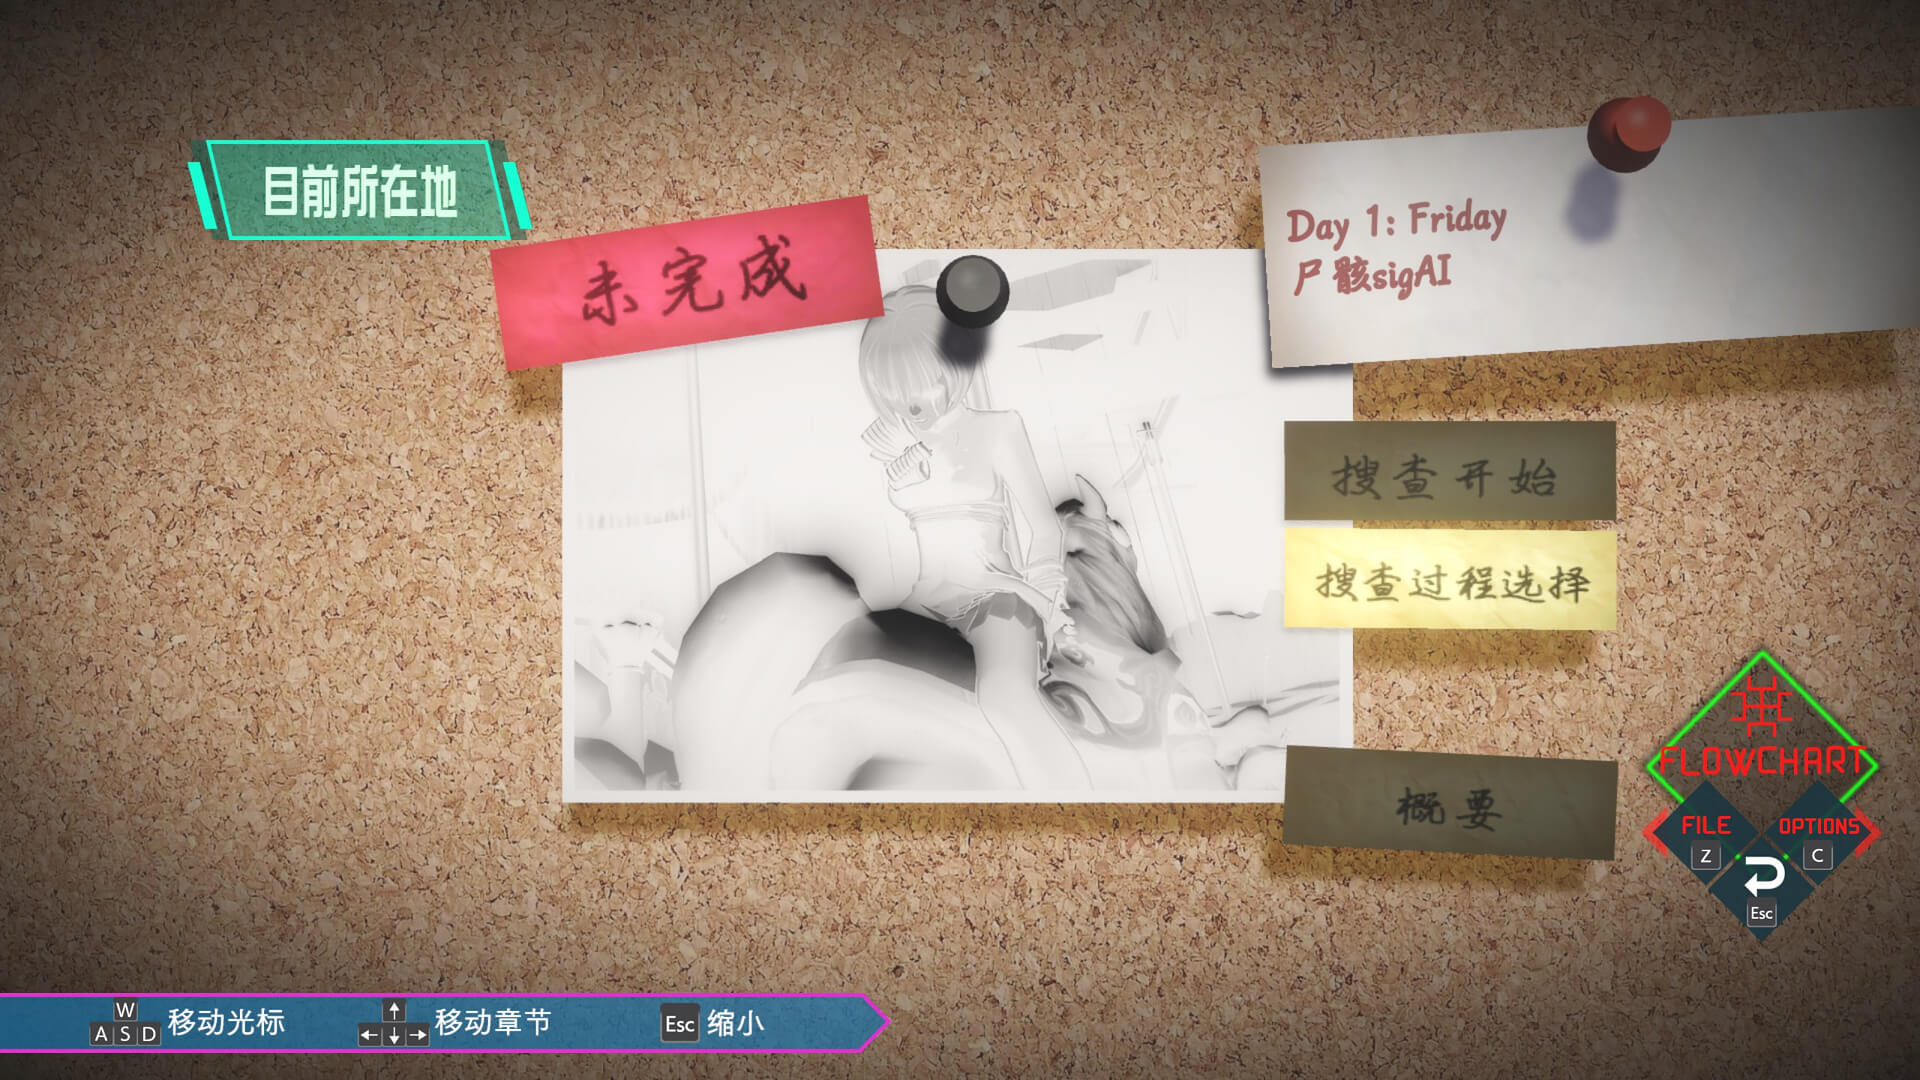 目前所在地
未完成
Day 1: Friday
尸骸sigAI
搜查开始
搜查过程选择
概要
FLOWCHART
FILE
OPTIONS
Z
C
Esc
W
A S D 移动光标
↑
← ↓ → 移动章节
Esc 缩小